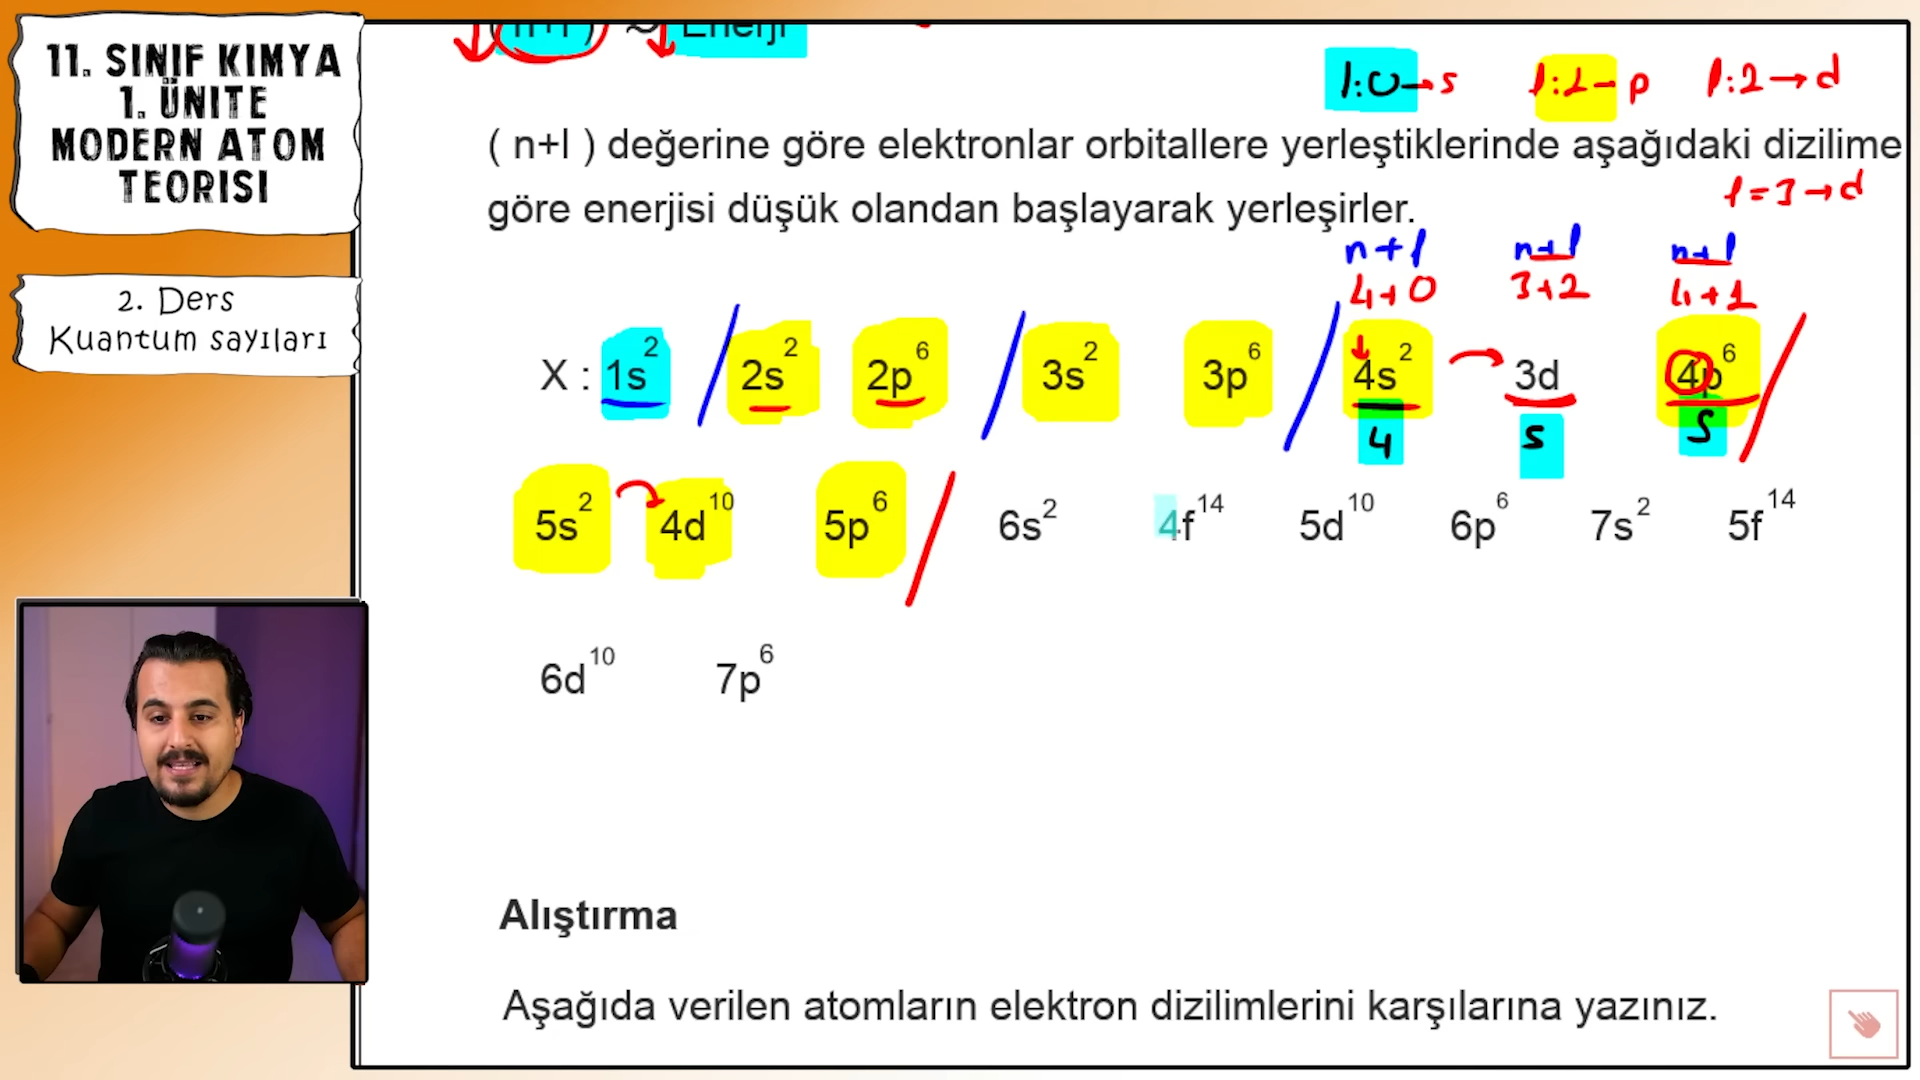 11. SINIF KIMYA
1. ÜNITE
MODERN ATOM
TEORISI
2. Ders
Kuantum sayıları
(n+l) ≈ Enerji
l:0→s l:1-p l:2→d
( n+l ) değerine göre elektronlar orbitallere yerleştiklerinde aşağıdaki dizilime
l=3→d
göre enerjisi düşük olandan başlayarak yerleşirler.
n+l n+l n+l
4+0 3+2 4+1
X : 1s² / 2s² 2p⁶ / 3s² 3p⁶ / 4s² 3d 4p⁶ /
4 5 5
5s² 4d¹⁰ 5p⁶ / 6s² 4f¹⁴ 5d¹⁰ 6p⁶ 7s² 5f¹⁴
6d¹⁰ 7p⁶
Alıştırma
Aşağıda verilen atomların elektron dizilimlerini karşılarına yazınız.